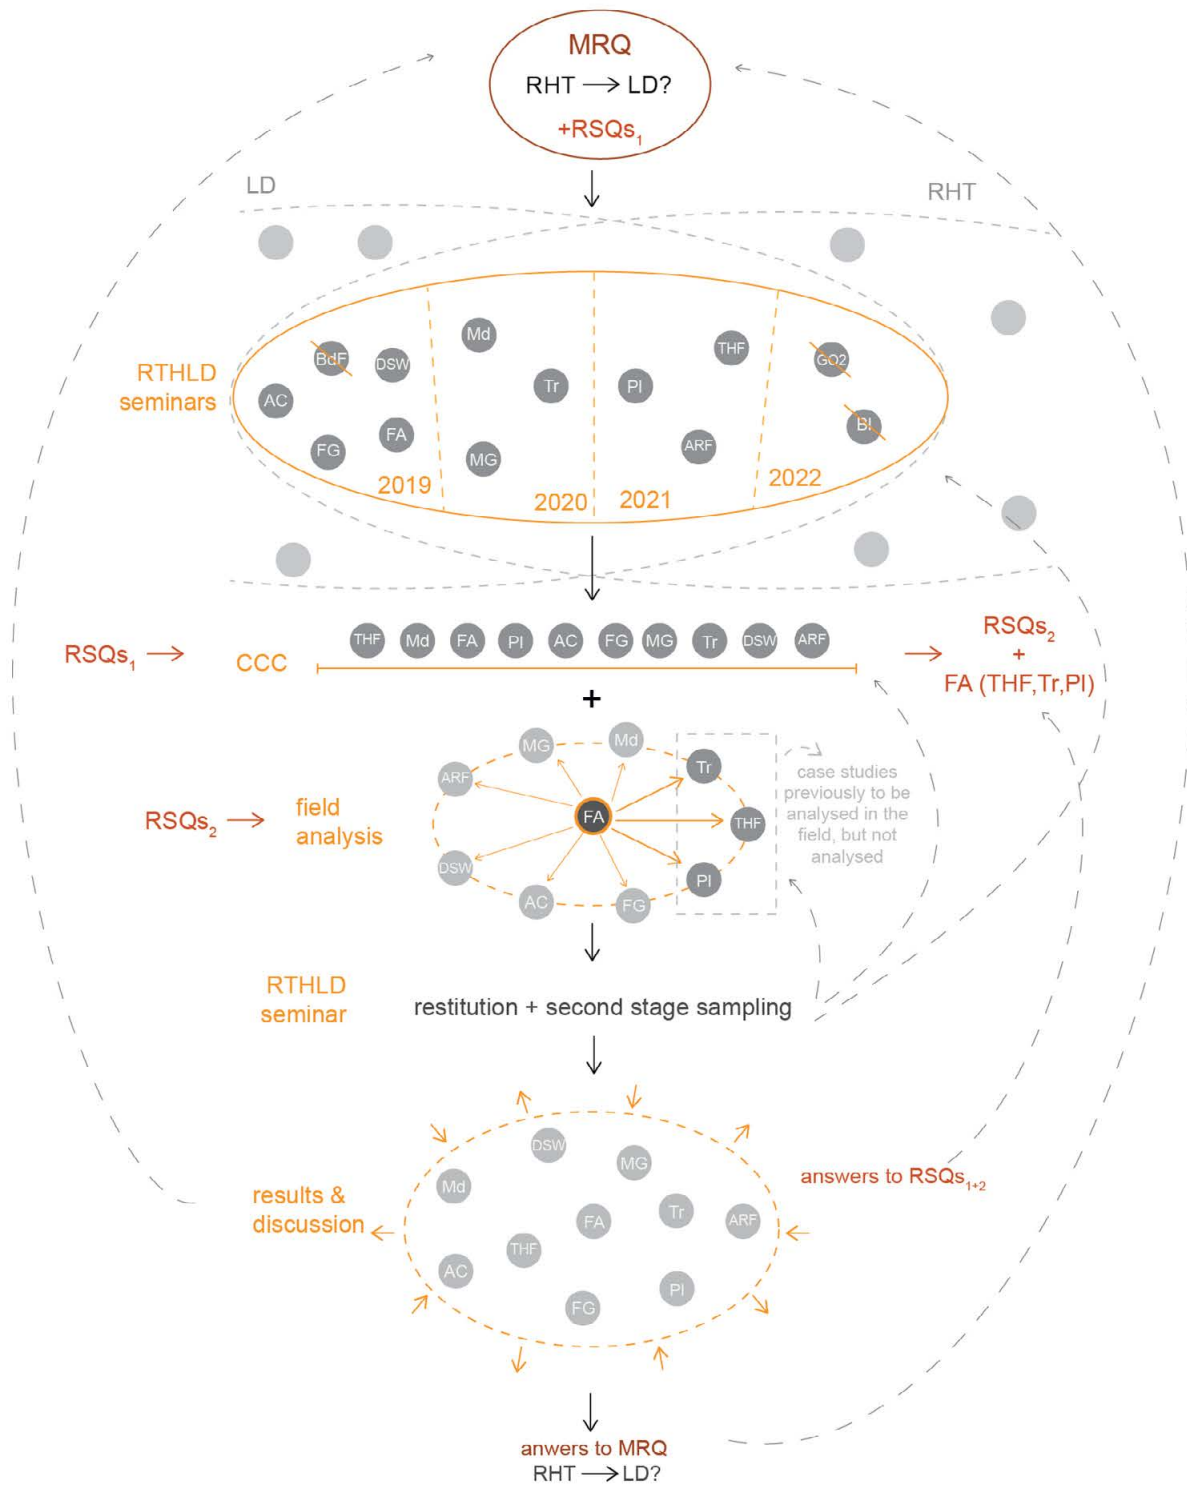 MRQ
RHT → LD?
+RSQs₁
LD
RHT
RTHLD
seminars
BdF
DSW
AC
FG
FA
2019
Md
Tr
MG
2020
PI
THF
ARF
2021
GO2
BI
2022
RSQs₁ →
CCC
THF Md FA PI AC FG MG Tr DSW ARF
→ RSQs₂
+
FA (THF,Tr,PI)
+
RSQs₂ →
field
analysis
MG
Md
ARF
Tr
FA
THF
DSW
PI
AC
FG
case studies
previously to be
analysed in the
field, but not
analysed
RTHLD
seminar
restitution + second stage sampling
results &
discussion
DSW
MG
Md
Tr
FA
ARF
THF
AC
PI
FG
answers to RSQs₁₊₂
anwers to MRQ
RHT → LD?